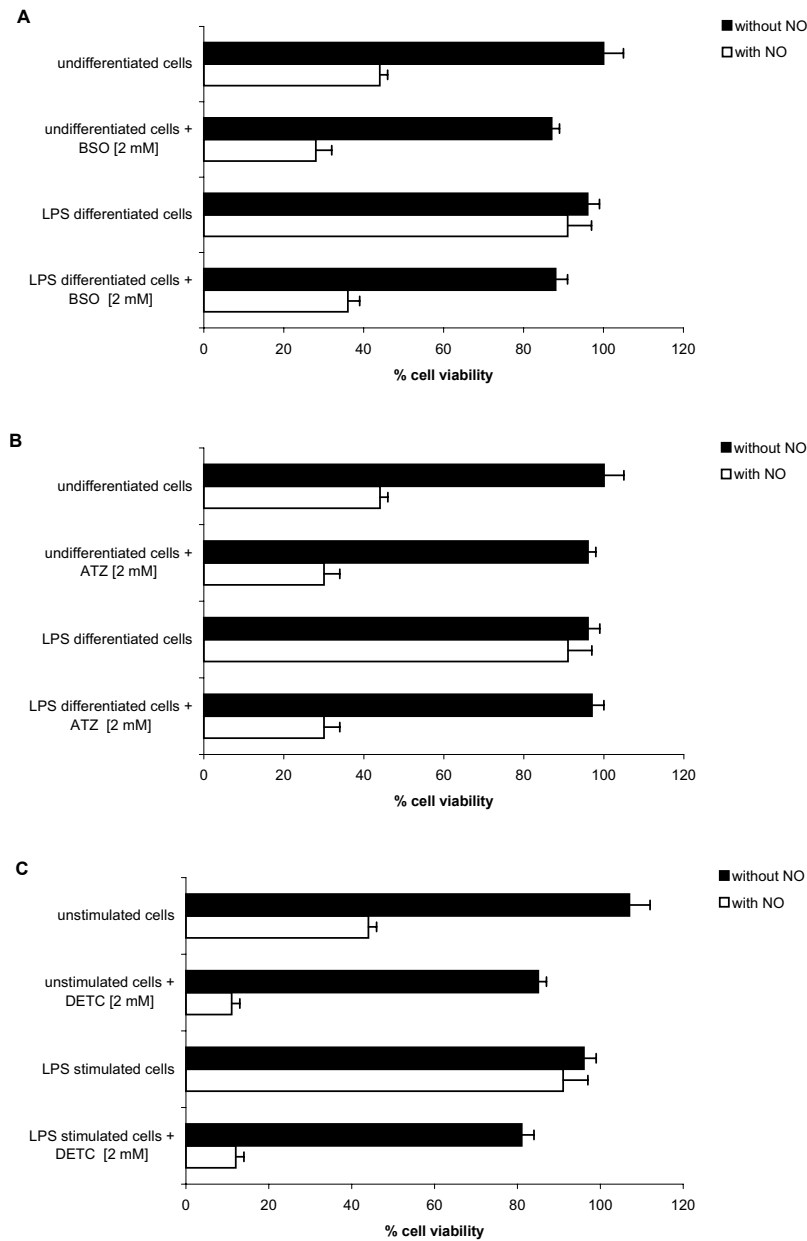 A
without NO
with NO
undifferentiated cells
undifferentiated cells +
BSO [2 mM]
LPS differentiated cells
LPS differentiated cells +
BSO [2 mM]
0 20 40 60 80 100 120
% cell viability
B
without NO
with NO
undifferentiated cells
undifferentiated cells +
ATZ [2 mM]
LPS differentiated cells
LPS differentiated cells +
ATZ [2 mM]
0 20 40 60 80 100 120
% cell viability
C
without NO
with NO
unstimulated cells
unstimulated cells +
DETC [2 mM]
LPS stimulated cells
LPS stimulated cells +
DETC [2 mM]
0 20 40 60 80 100 120
% cell viability